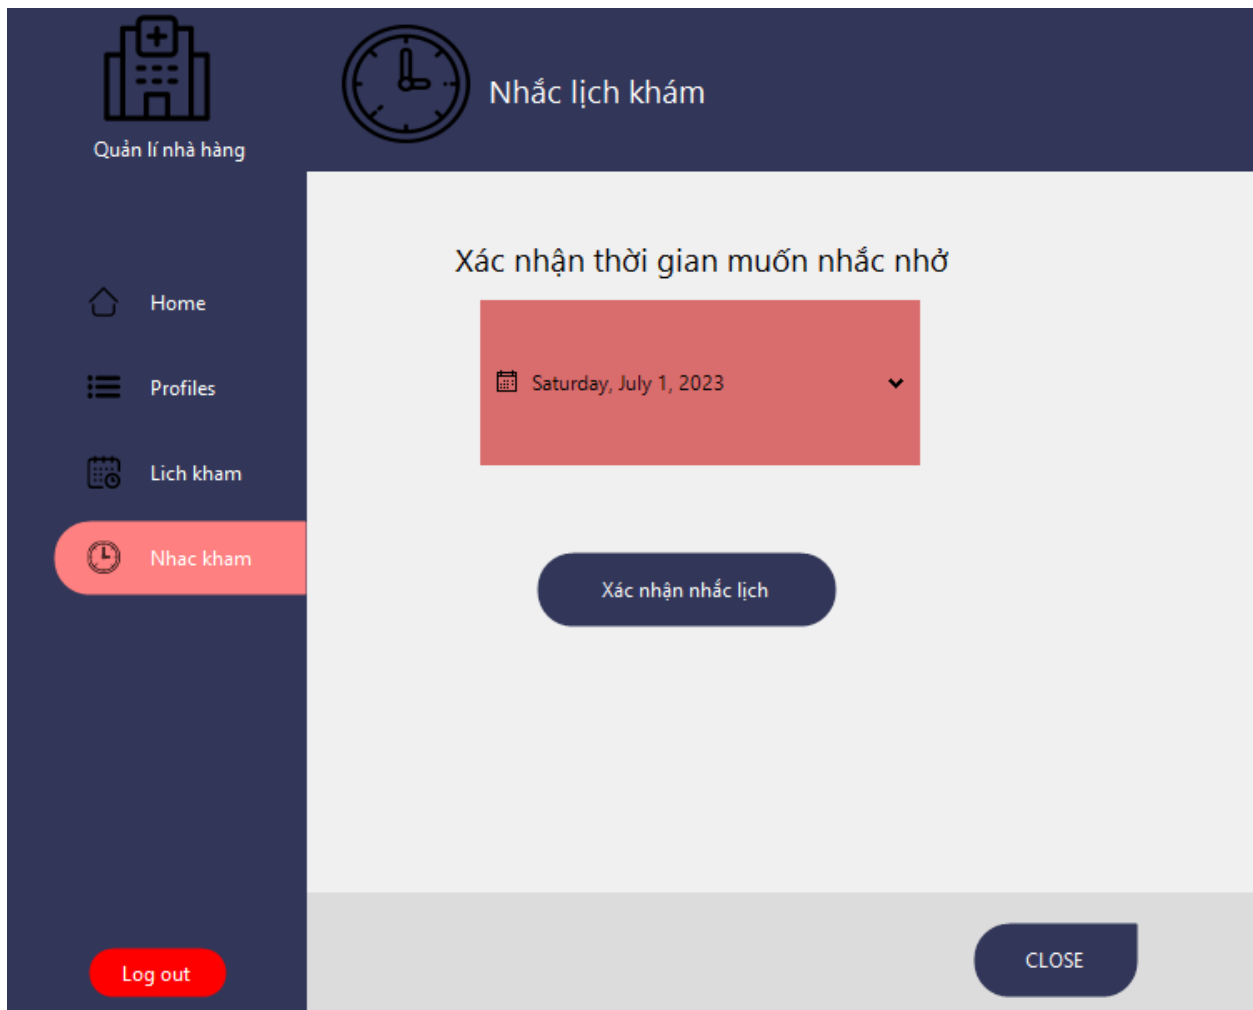 Quản lí nhà hàng
Nhắc lịch khám
Home
Profiles
Lich kham
Nhac kham
Log out
Xác nhận thời gian muốn nhắc nhở
Saturday, July 1, 2023
Xác nhận nhắc lịch
CLOSE